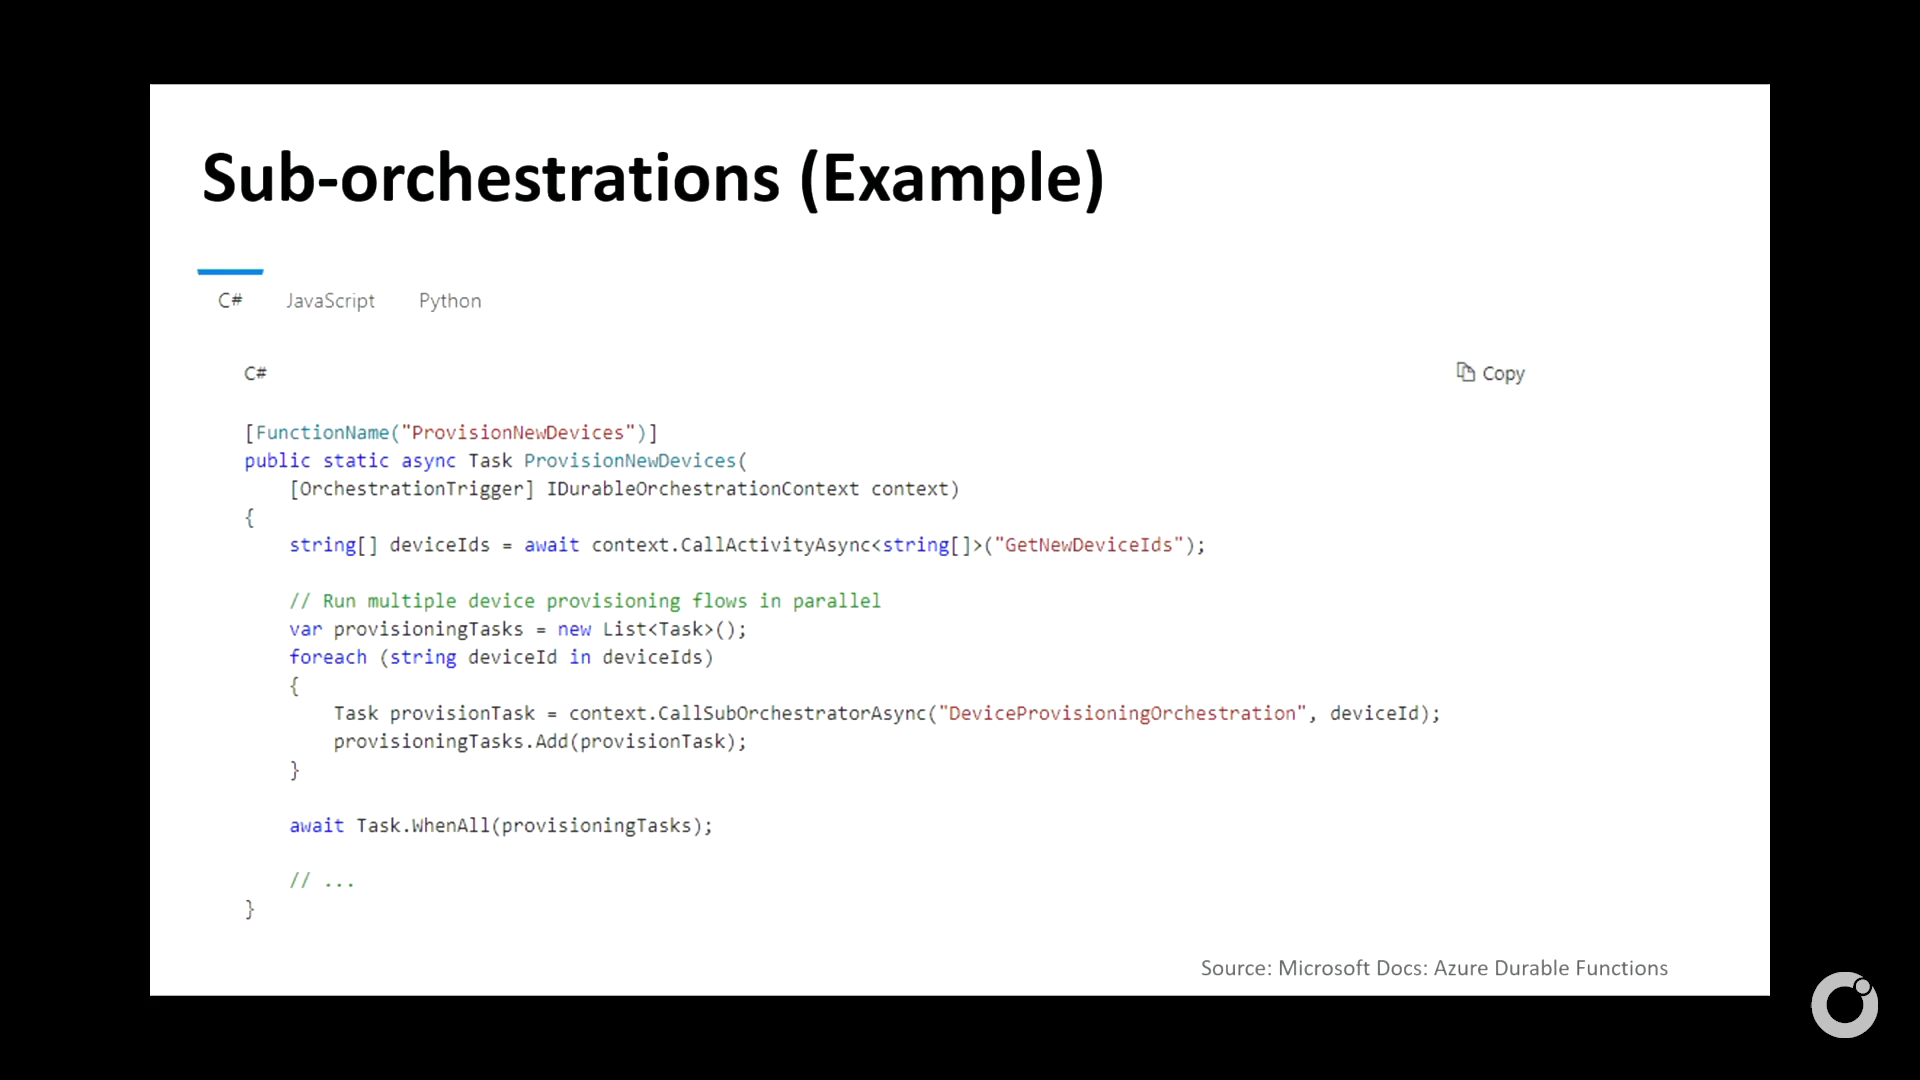 Sub-orchestrations (Example)
C# JavaScript Python
C# Copy
[FunctionName("ProvisionNewDevices")]
public static async Task ProvisionNewDevices(
    [OrchestrationTrigger] IDurableOrchestrationContext context)
{
    string[] deviceIds = await context.CallActivityAsync<string[]>("GetNewDeviceIds");
    // Run multiple device provisioning flows in parallel
    var provisioningTasks = new List<Task>();
    foreach (string deviceId in deviceIds)
    {
        Task provisionTask = context.CallSubOrchestratorAsync("DeviceProvisioningOrchestration", deviceId);
        provisioningTasks.Add(provisionTask);
    }
    await Task.WhenAll(provisioningTasks);
    // ...
}
Source: Microsoft Docs: Azure Durable Functions